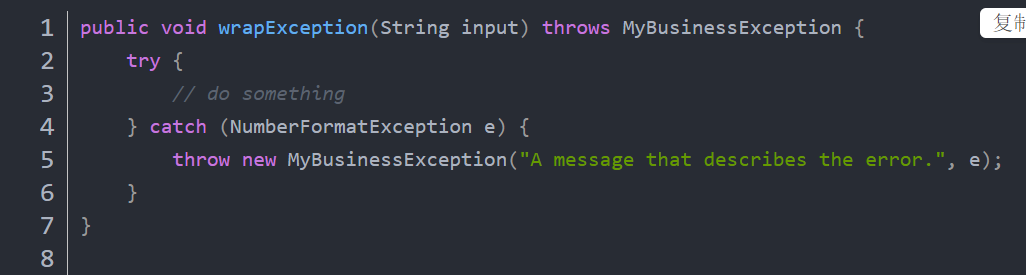 复制
1 public void wrapException(String input) throws MyBusinessException {
2     try {
3         // do something
4     } catch (NumberFormatException e) {
5         throw new MyBusinessException("A message that describes the error.", e);
6     }
7 }
8